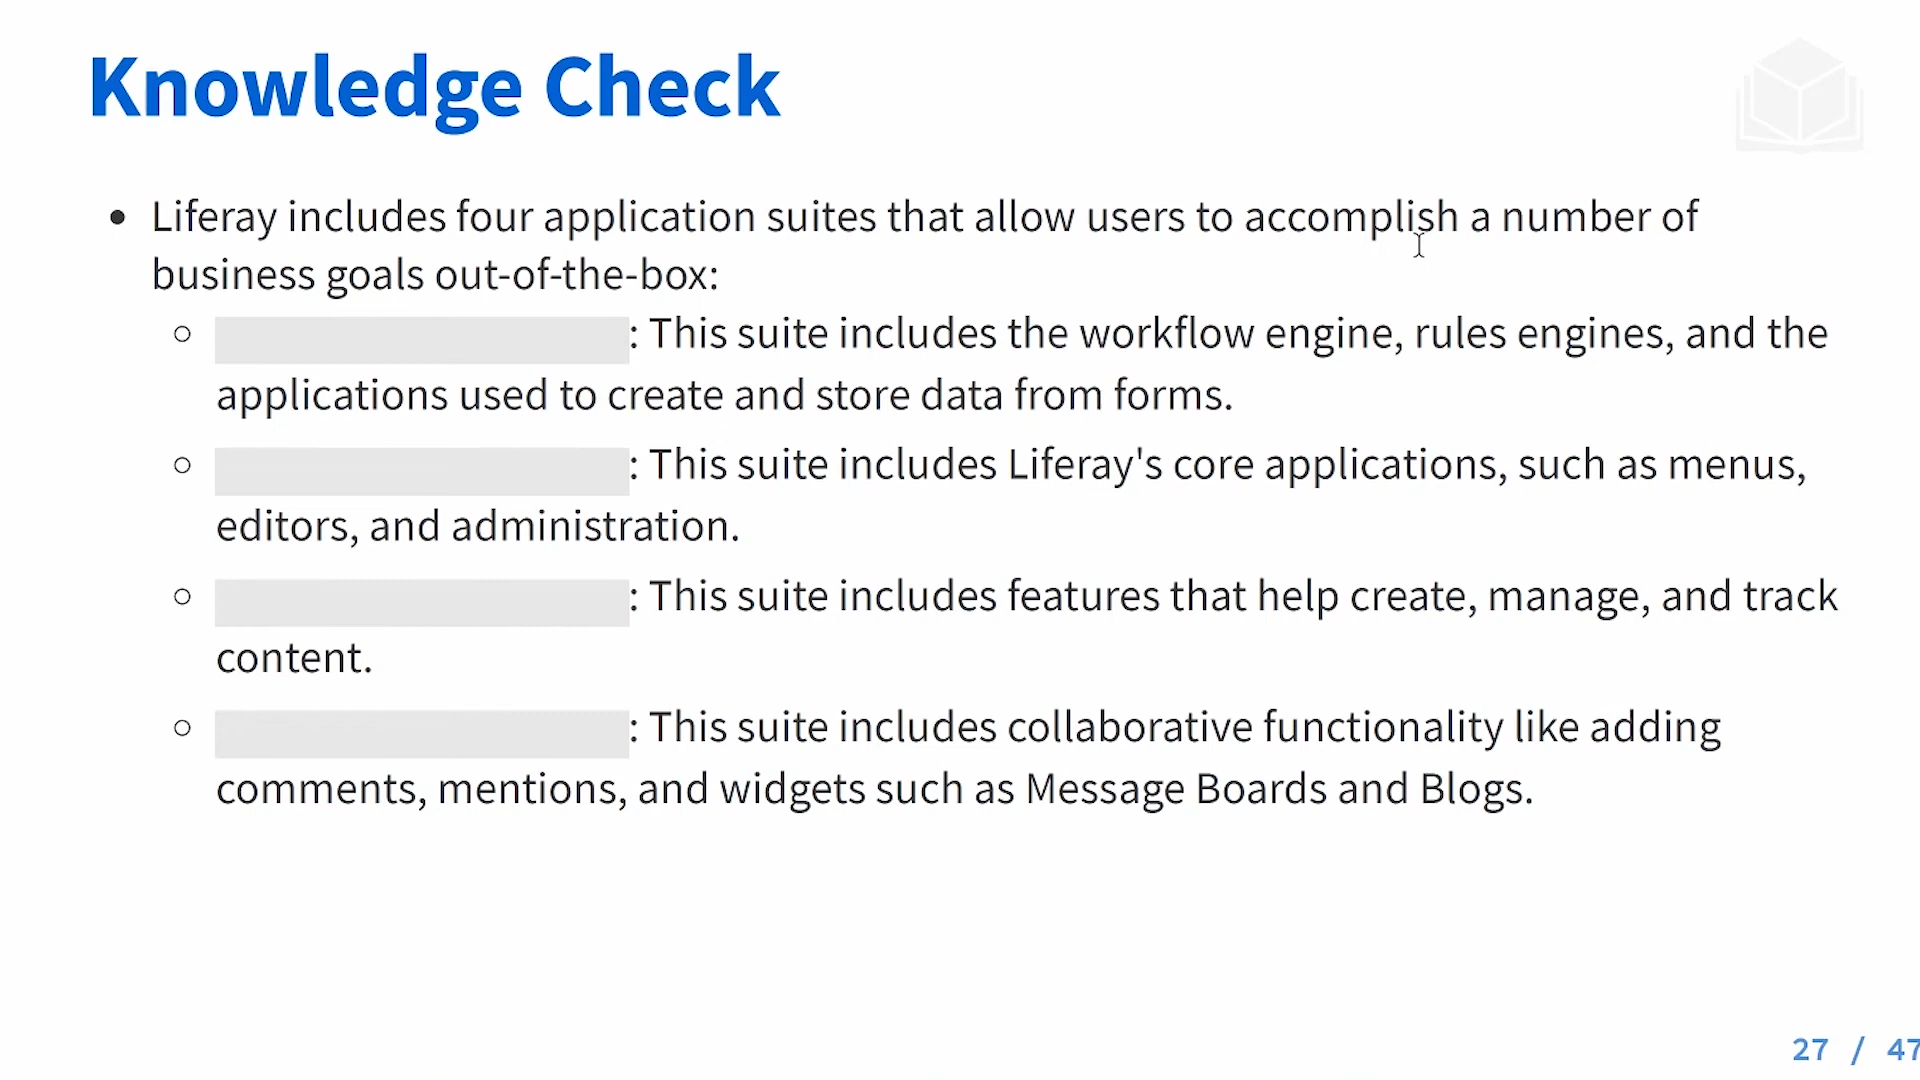 Knowledge Check
Liferay includes four application suites that allow users to accomplish a number of
business goals out-of-the-box:
: This suite includes the workflow engine, rules engines, and the
applications used to create and store data from forms.
: This suite includes Liferay's core applications, such as menus,
editors, and administration.
: This suite includes features that help create, manage, and track
content.
: This suite includes collaborative functionality like adding
comments, mentions, and widgets such as Message Boards and Blogs.
27 / 47